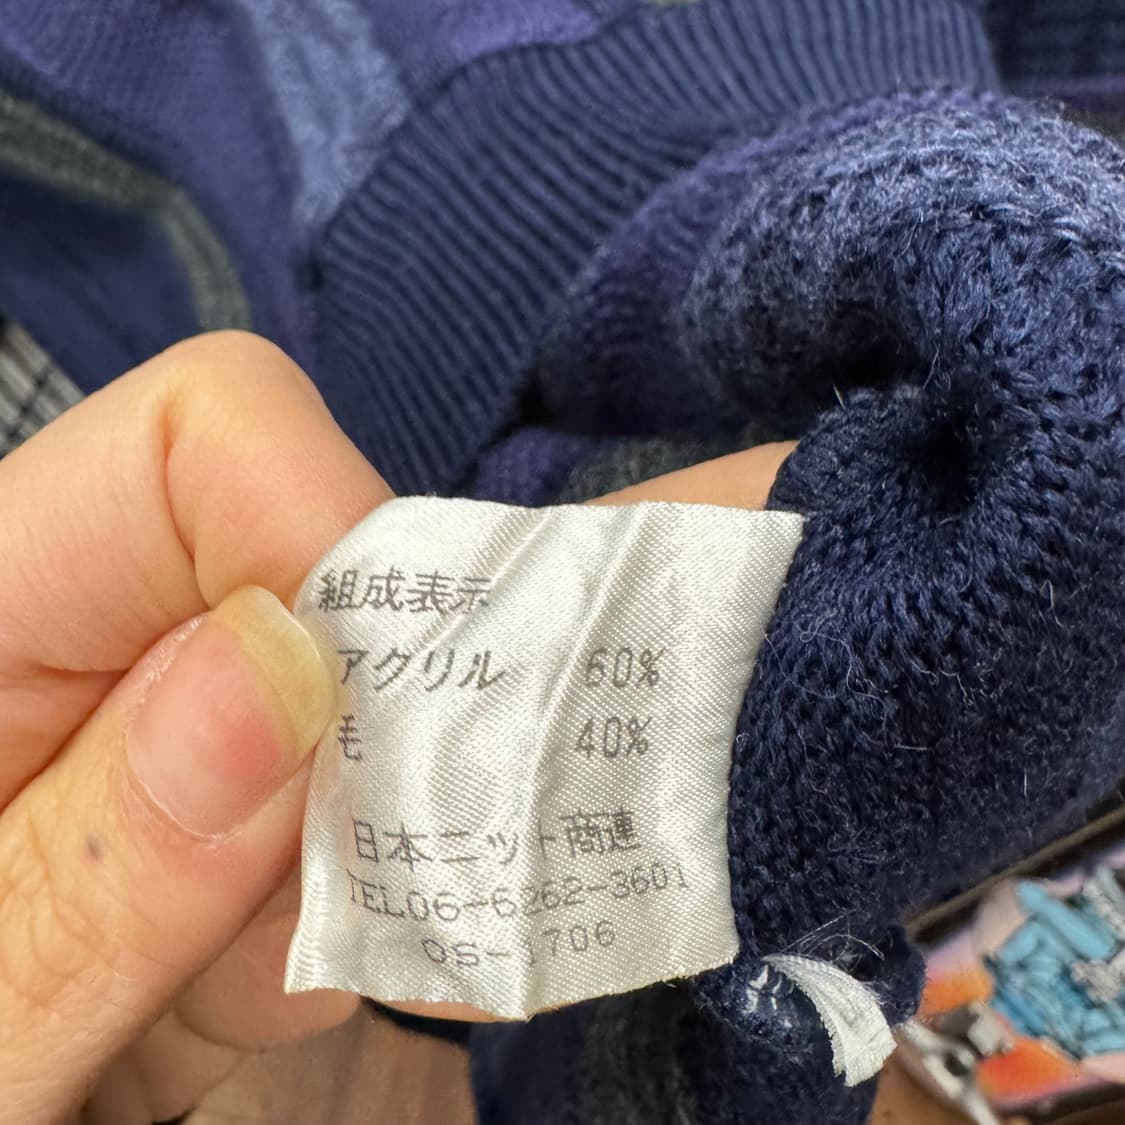 組成表示
アクリル 60%
毛 40%
日本ニット商連
TEL06-6262-3601
OS-1706